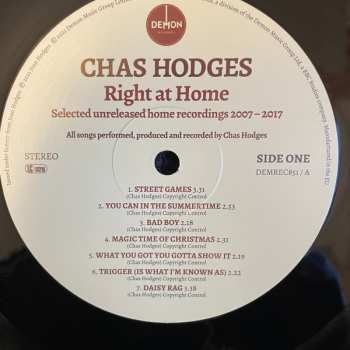 DEMON
RECORDS
CHAS HODGES
Right at Home
Selected unreleased home recordings 2007 – 2017
All songs performed, produced and recorded by Chas Hodges
STEREO
SIDE ONE
DEMREC851 / A
1. STREET GAMES 3.31
(Chas Hodges) Copyright Control
2. YOU CAN IN THE SUMMERTIME 2.53
(Chas Hodges) Copyright Control
3. BAD BOY 2.28
(Chas Hodges) Copyright Control
4. MAGIC TIME OF CHRISTMAS 2.31
(Chas Hodges) Copyright Control
5. WHAT YOU GOT YOU GOTTA SHOW IT 2.19
(Chas Hodges) Copyright Control
6. TRIGGER (IS WHAT I'M KNOWN AS) 2.22
(Chas Hodges) Copyright Control
7. DAISY RAG 3.18
(Chas Hodges) Copyright Control